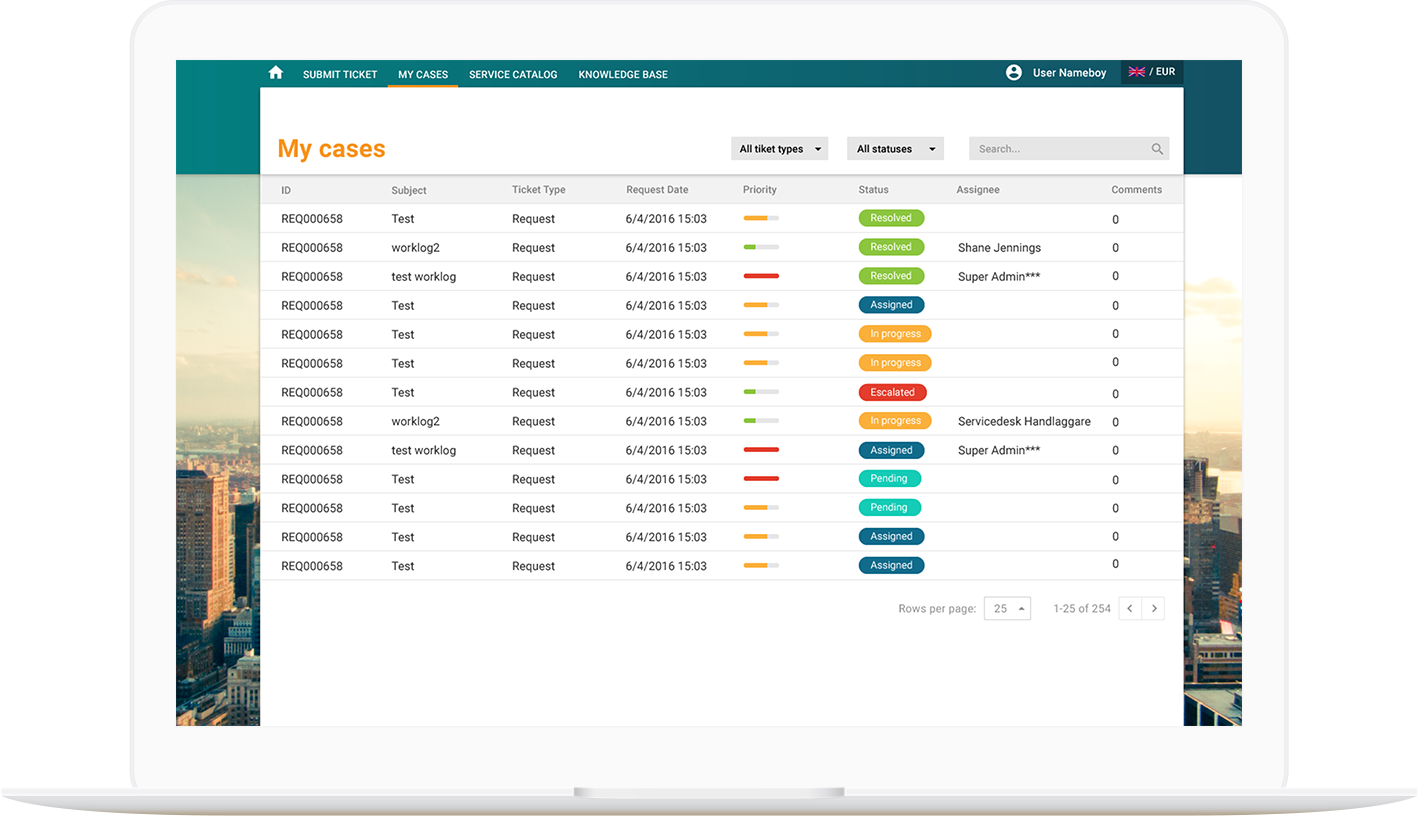 SUBMIT TICKET MY CASES SERVICE CATALOG KNOWLEDGE BASE User Nameboy / EUR
My cases All tiket types All statuses Search...
ID Subject Ticket Type Request Date Priority Status Assignee Comments
REQ000658 Test Request 6/4/2016 15:03 Resolved 0
REQ000658 worklog2 Request 6/4/2016 15:03 Resolved Shane Jennings 0
REQ000658 test worklog Request 6/4/2016 15:03 Resolved Super Admin*** 0
REQ000658 Test Request 6/4/2016 15:03 Assigned 0
REQ000658 Test Request 6/4/2016 15:03 In progress 0
REQ000658 Test Request 6/4/2016 15:03 In progress 0
REQ000658 Test Request 6/4/2016 15:03 Escalated 0
REQ000658 worklog2 Request 6/4/2016 15:03 In progress Servicedesk Handlaggare 0
REQ000658 test worklog Request 6/4/2016 15:03 Assigned Super Admin*** 0
REQ000658 Test Request 6/4/2016 15:03 Pending 0
REQ000658 Test Request 6/4/2016 15:03 Pending 0
REQ000658 Test Request 6/4/2016 15:03 Assigned 0
REQ000658 Test Request 6/4/2016 15:03 Assigned 0
Rows per page: 25 1-25 of 254